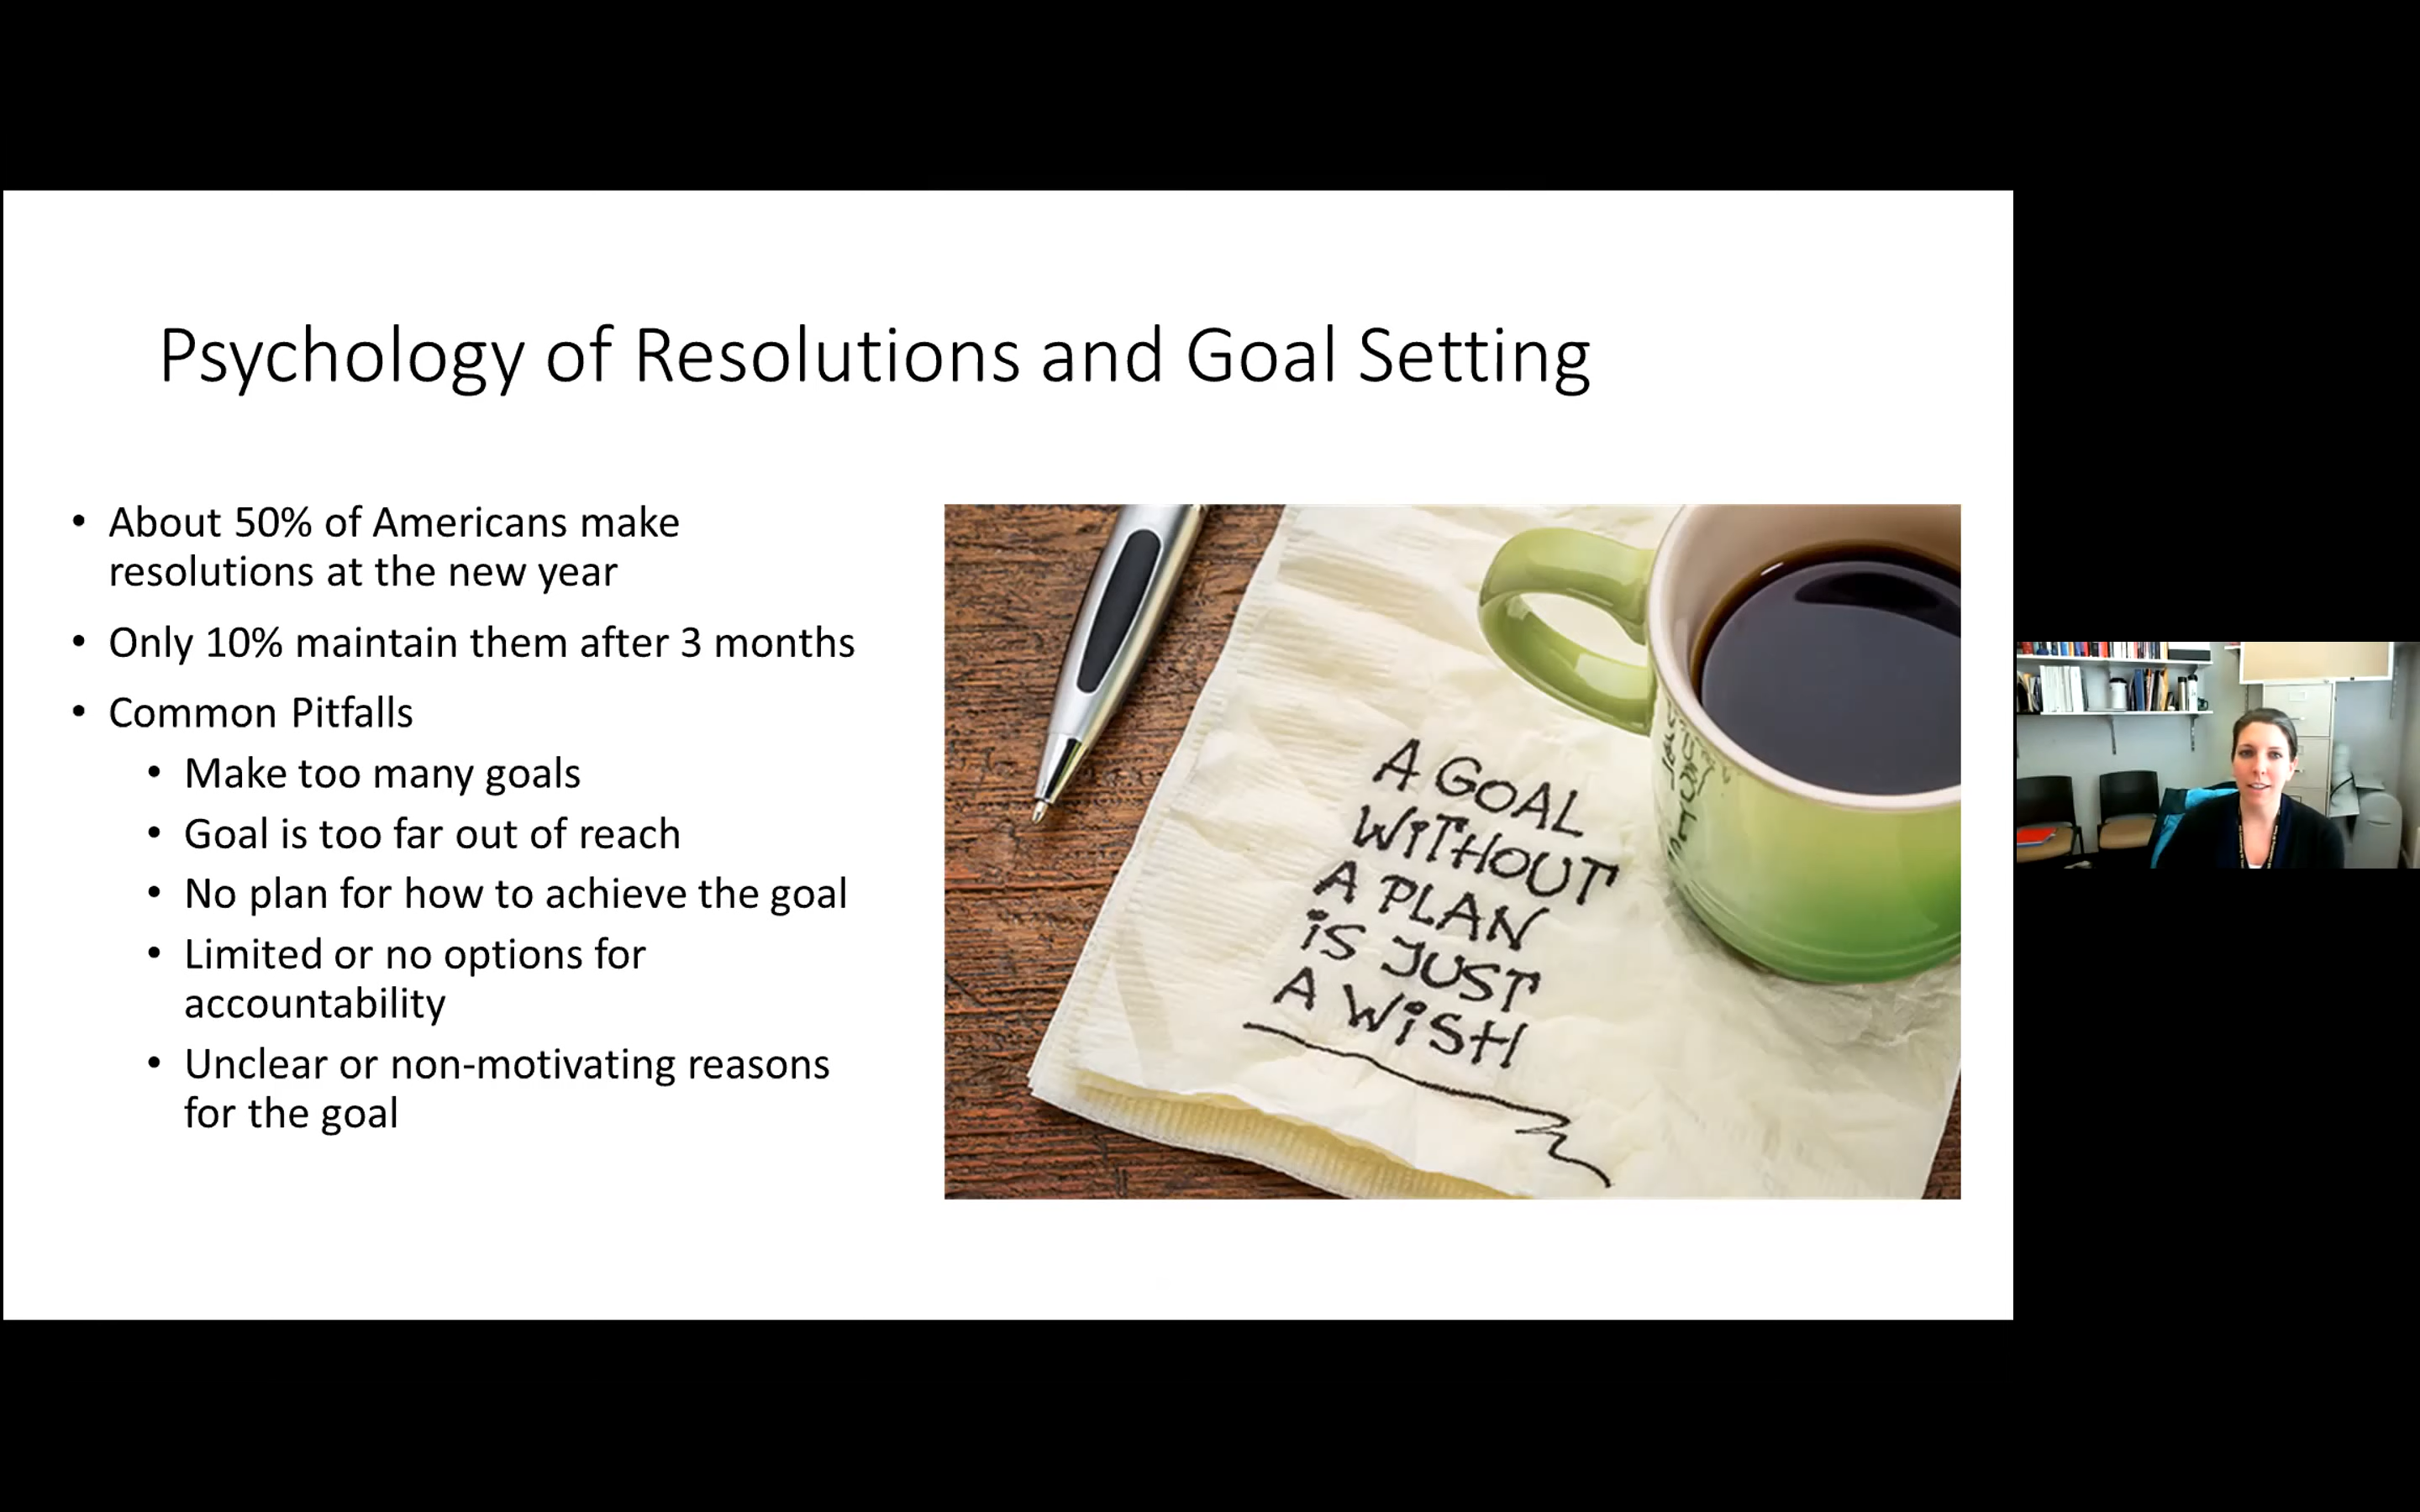 Psychology of Resolutions and Goal Setting
• About 50% of Americans make
resolutions at the new year
• Only 10% maintain them after 3 months
• Common Pitfalls
• Make too many goals
• Goal is too far out of reach
• No plan for how to achieve the goal
• Limited or no options for
accountability
• Unclear or non-motivating reasons
for the goal
A GOAL
WITHOUT
A PLAN
IS JUST
A WISH